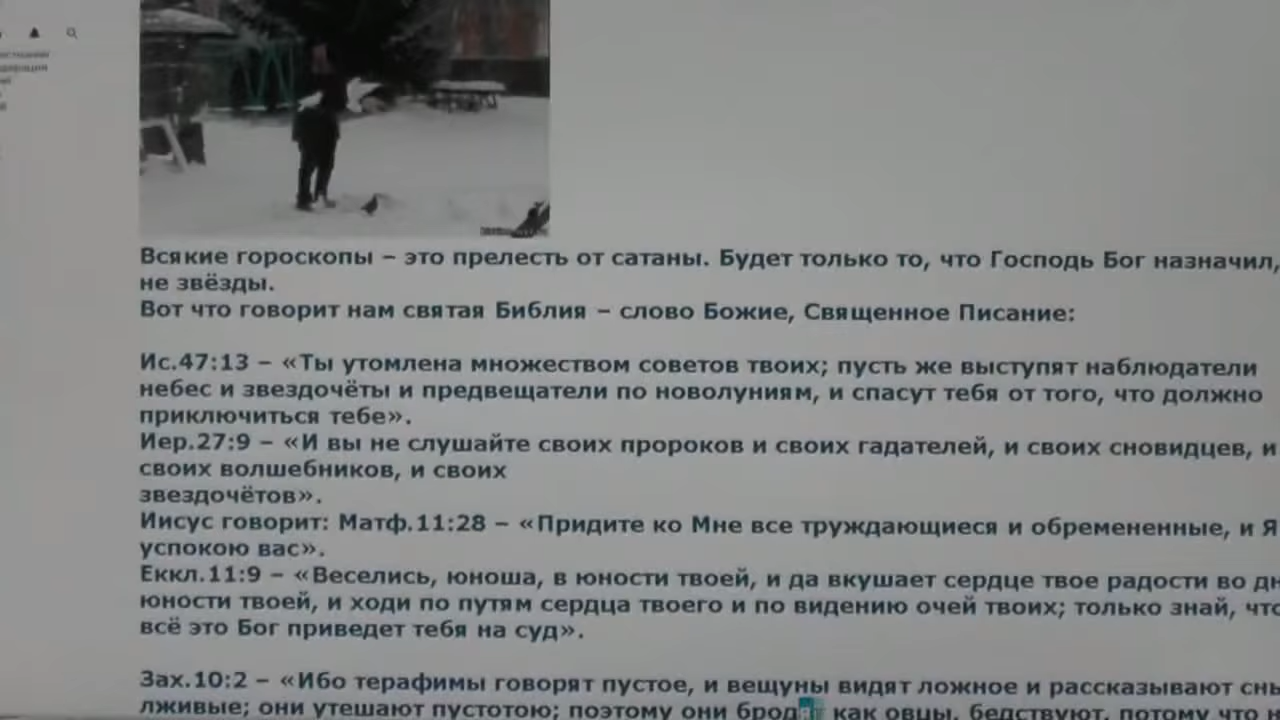 Всякие гороскопы – это прелесть от сатаны. Будет только то, что Господь Бог назначил,
не звёзды.
Вот что говорит нам святая Библия – слово Божие, Священное Писание:
Ис.47:13 – «Ты утомлена множеством советов твоих; пусть же выступят наблюдатели
небес и звездочёты и предвещатели по новолуниям, и спасут тебя от того, что должно
приключиться тебе».
Иер.27:9 – «И вы не слушайте своих пророков и своих гадателей, и своих сновидцев, и
своих волшебников, и своих
звездочётов».
Иисус говорит: Матф.11:28 – «Придите ко Мне все труждающиеся и обремененные, и Я
успокою вас».
Еккл.11:9 – «Веселись, юноша, в юности твоей, и да вкушает сердце твое радости во дн
юности твоей, и ходи по путям сердца твоего и по видению очей твоих; только знай, что
всё это Бог приведет тебя на суд».
Зах.10:2 – «Ибо терафимы говорят пустое, и вещуны видят ложное и рассказывают сны
лживые; они утешают пустотою; поэтому они бродят как овцы, бедствуют, потому что н